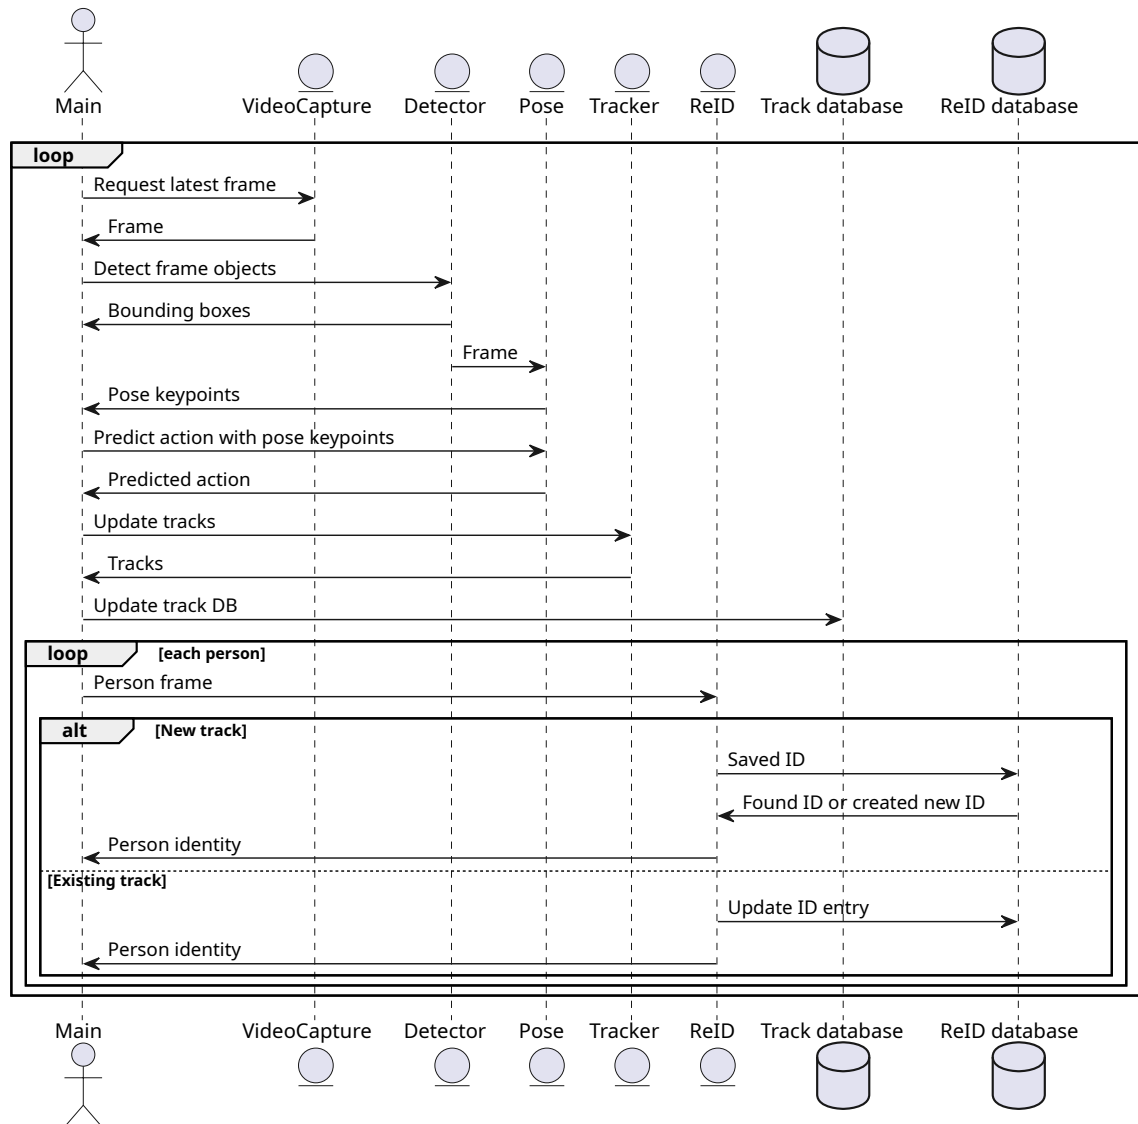 Main VideoCapture Detector Pose Tracker ReID Track database ReID database
loop
Request latest frame
Frame
Detect frame objects
Bounding boxes
Frame
Pose keypoints
Predict action with pose keypoints
Predicted action
Update tracks
Tracks
Update track DB
loop [each person]
Person frame
alt [New track]
Saved ID
Found ID or created new ID
Person identity
[Existing track]
Update ID entry
Person identity
Main VideoCapture Detector Pose Tracker ReID Track database ReID database